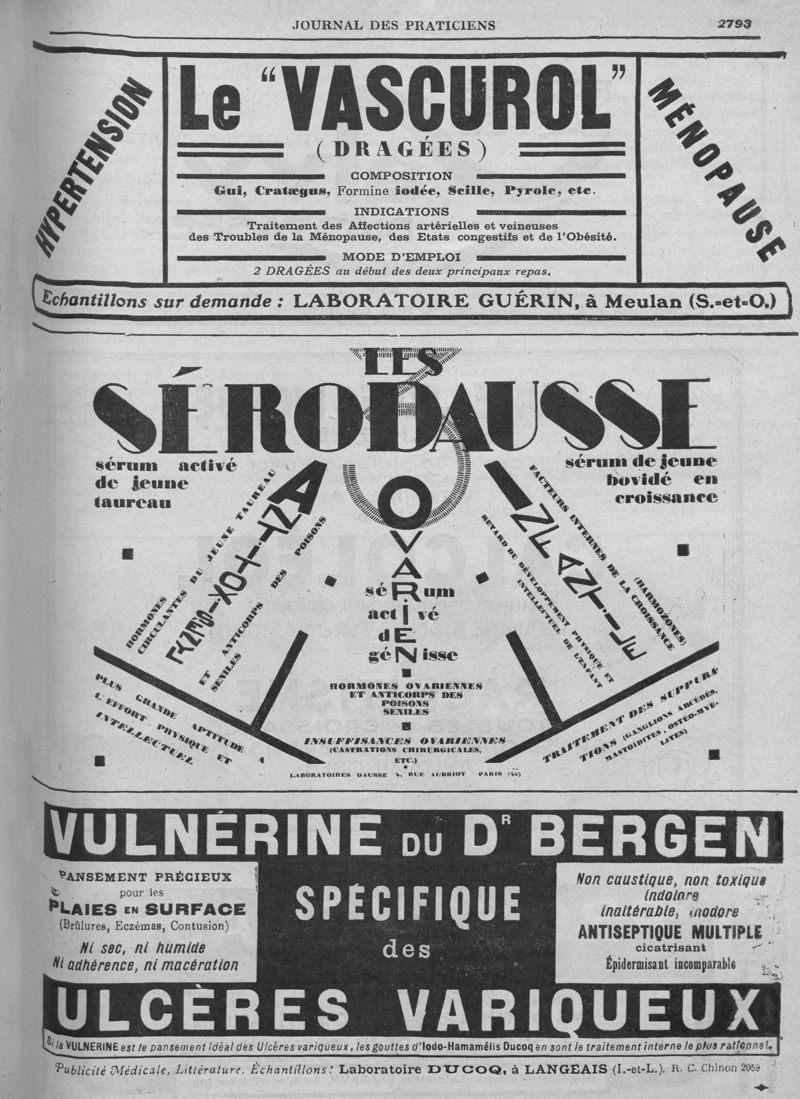 JOURNAL DES PRATICIENS
2793
HYPERTENSION
Le "VASCUROL"
(DRAGÉES)
COMPOSITION
Gui, Cratægus, Formine iodée, Scille, Pyrole, etc.
INDICATIONS
Traitement des Affections artérielles et veineuses
des Troubles de la Ménopause, des Etats congestifs et de l'Obésité.
MODE D'EMPLOI
2 DRAGÉES au début des deux principaux repas.
MÉNOPAUSE
Echantillons sur demande : LABORATOIRE GUÉRIN, à Meulan (S.-et-O.)
LES
SÉRODAUSSE
sérum activé
de jeune
taureau
sérum de jeune
bovidé en
croissance
HORMONES
CIRCULANTES DU JEUNE TAUREAU
ANTITOXI-SÉNYL
ET ANTICORPS DES POISONS
SÉNILES
PLUS GRANDE APTITUDE
A L'EFFORT PHYSIQUE ET
INTELLECTUEL
OVARIEN
séRum
actIvé
dE
géNisse
HORMONES OVARIENNES
ET ANTICORPS DES
POISONS
SENILES
INSUFFISANCES OVARIENNES
(CASTRATIONS CHIRURGICALES,
ETC.)
FACTEURS INTERNES DE LA CROISSANCE
(HARMOZONES)
INFANTILE
RETARD DU DÉVELOPPEMENT PHYSIQUE ET
INTELLECTUEL DE L'ENFANT
TRAITEMENT DES SUPPURA
TIONS (GANGLIONS ABCÉDÉS,
MASTOÏDITES, OSTEO-MYE-
LITES)
LABORATOIRES DAUSSE 4, RUE AUBRIOT PARIS (4e)
VULNÉRINE DU Dr BERGEN
PANSEMENT PRÉCIEUX
pour les
PLAIES EN SURFACE
(Brûlures, Eczémas, Contusion)
Ni sec, ni humide
Ni adhérence, ni macération
SPÉCIFIQUE
des
Non caustique, non toxique
indolore
inaltérable, inodore
ANTISEPTIQUE MULTIPLE
cicatrisant
Épidermisant incomparable
ULCÈRES VARIQUEUX
Si la VULNERINE est le pansement idéal des Ulcères variqueux, les gouttes d'Iodo-Hamamélis Ducoq en sont le traitement interne le plus rationnel.
Publicité Médicale, Littérature. Échantillons : Laboratoire DUCOQ, à LANGEAIS (I.-et-L.). R. C. Chinon 2059